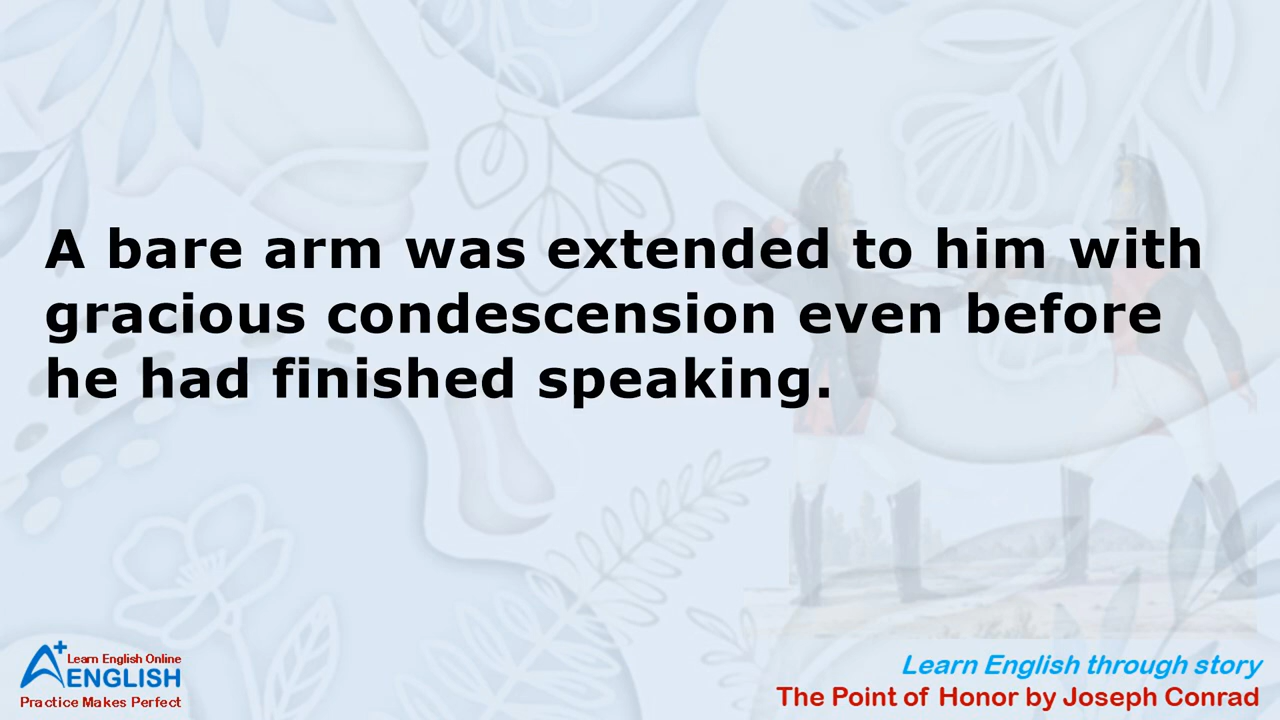 A bare arm was extended to him with
gracious condescension even before
he had finished speaking.
A+ Learn English Online
ENGLISH
Practice Makes Perfect
Learn English through story
The Point of Honor by Joseph Conrad